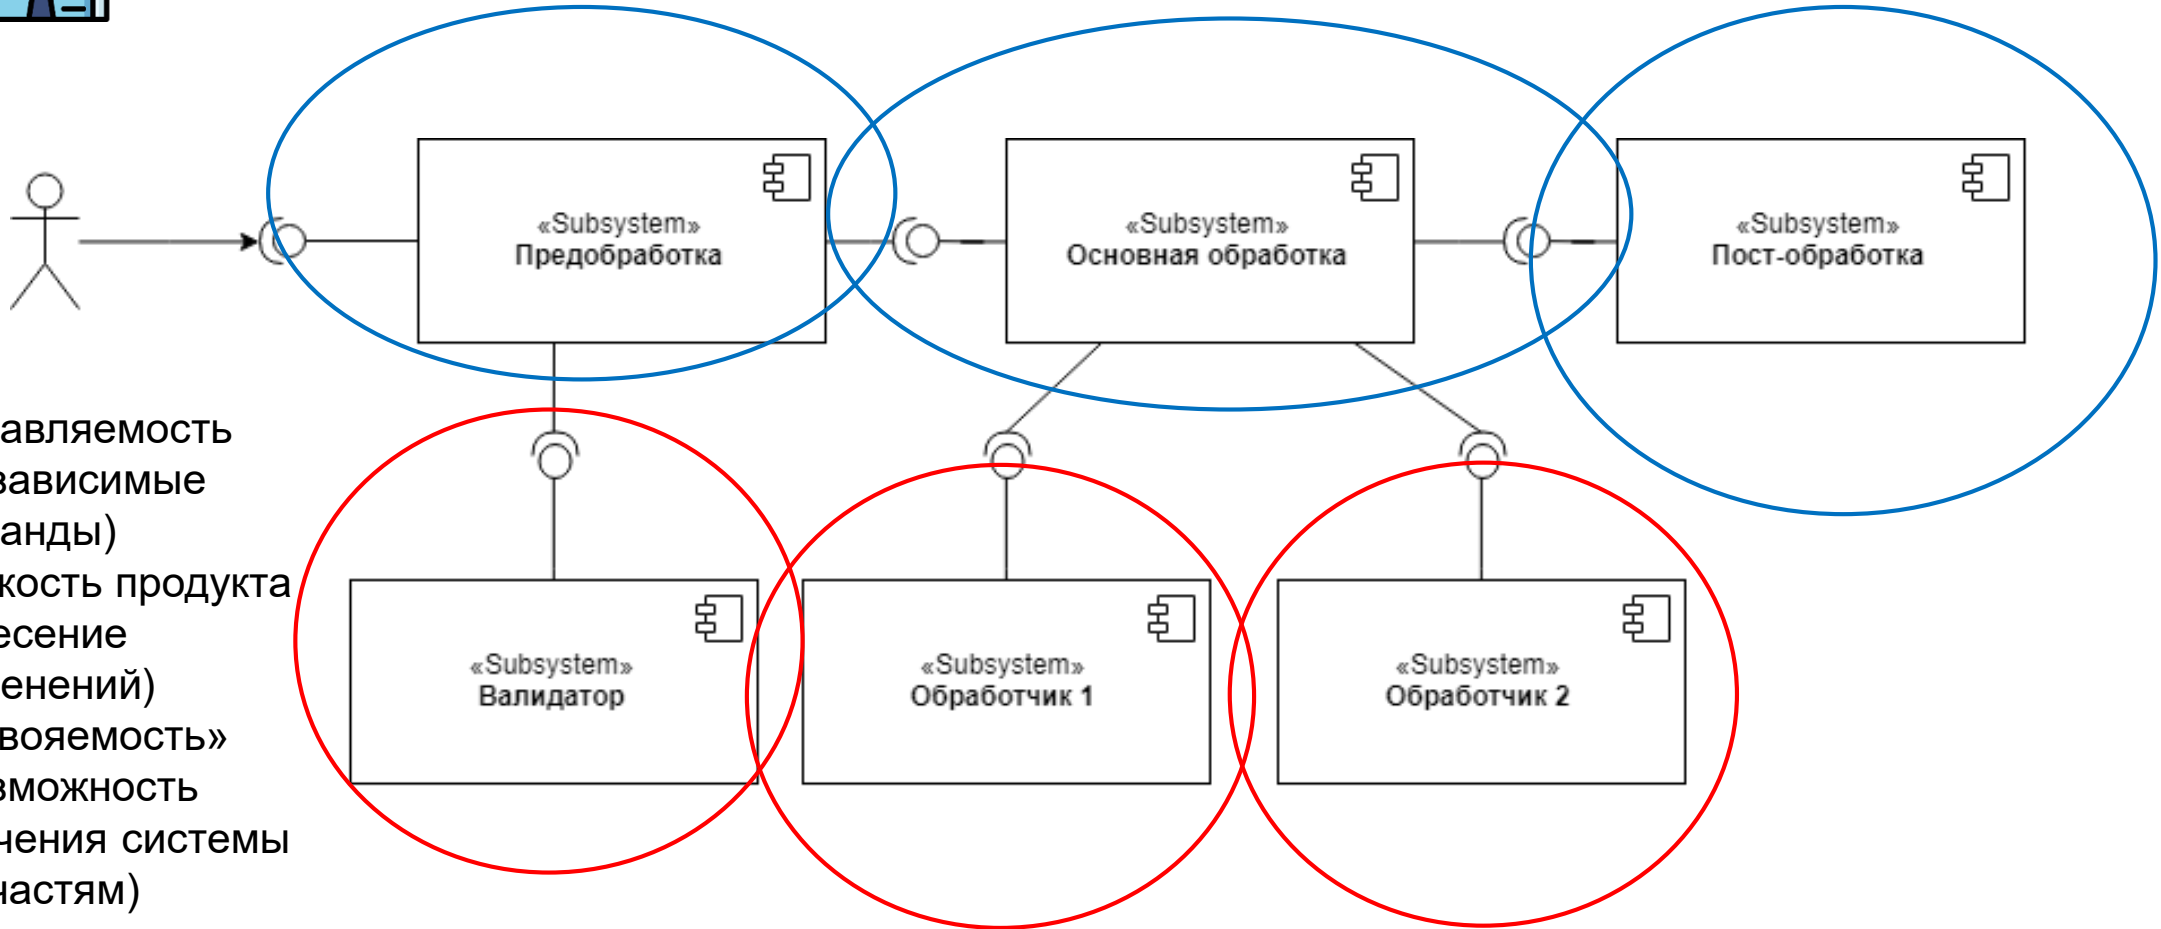 «Subsystem»
Предобработка
«Subsystem»
Основная обработка
«Subsystem»
Пост-обработка
авляемость
зависимые
анды)
кость продукта
есение
енений)
вояемость»
зможность
чения системы
частям)
«Subsystem»
Валидатор
«Subsystem»
Обработчик 1
«Subsystem»
Обработчик 2